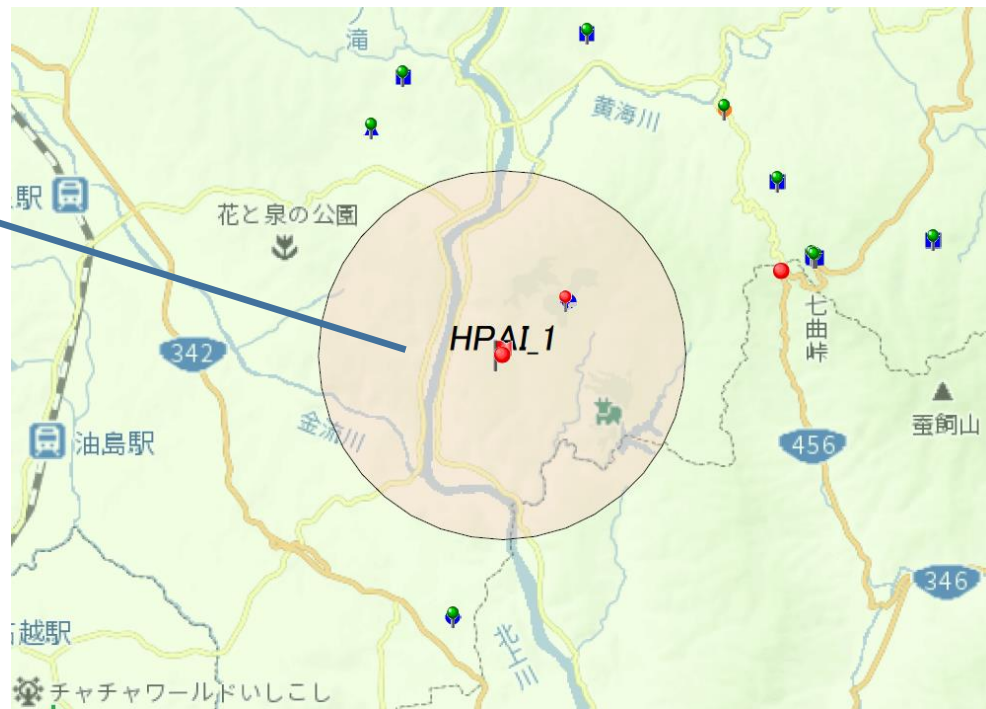 滝
黄海川
駅
花と泉の公園
HPAI_1
342
七曲峠
蚕飼山
金流川
油島駅
456
346
越駅
北上川
チャチャワールドいしこし